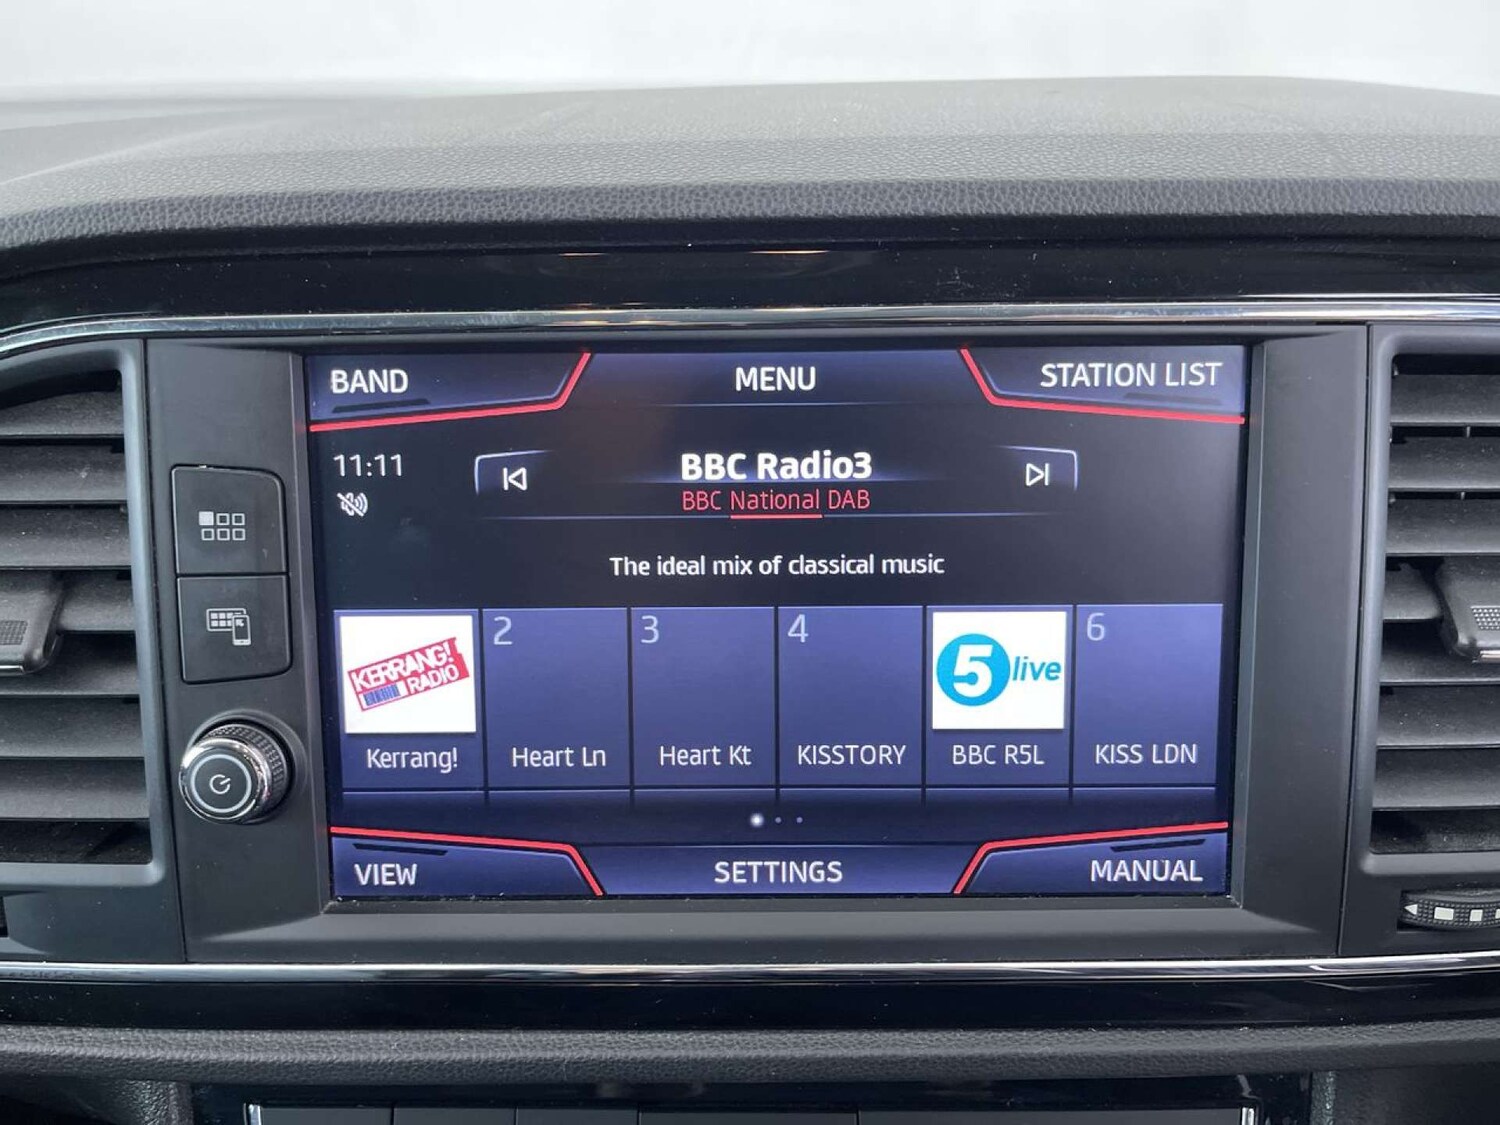 BAND
MENU
STATION LIST
11:11
BBC Radio3
BBC National DAB
The ideal mix of classical music
KERRANG!
RADIO
Kerrang!
2
Heart Ln
3
Heart Kt
4
KISSTORY
5 live
BBC R5L
6
KISS LDN
VIEW
SETTINGS
MANUAL